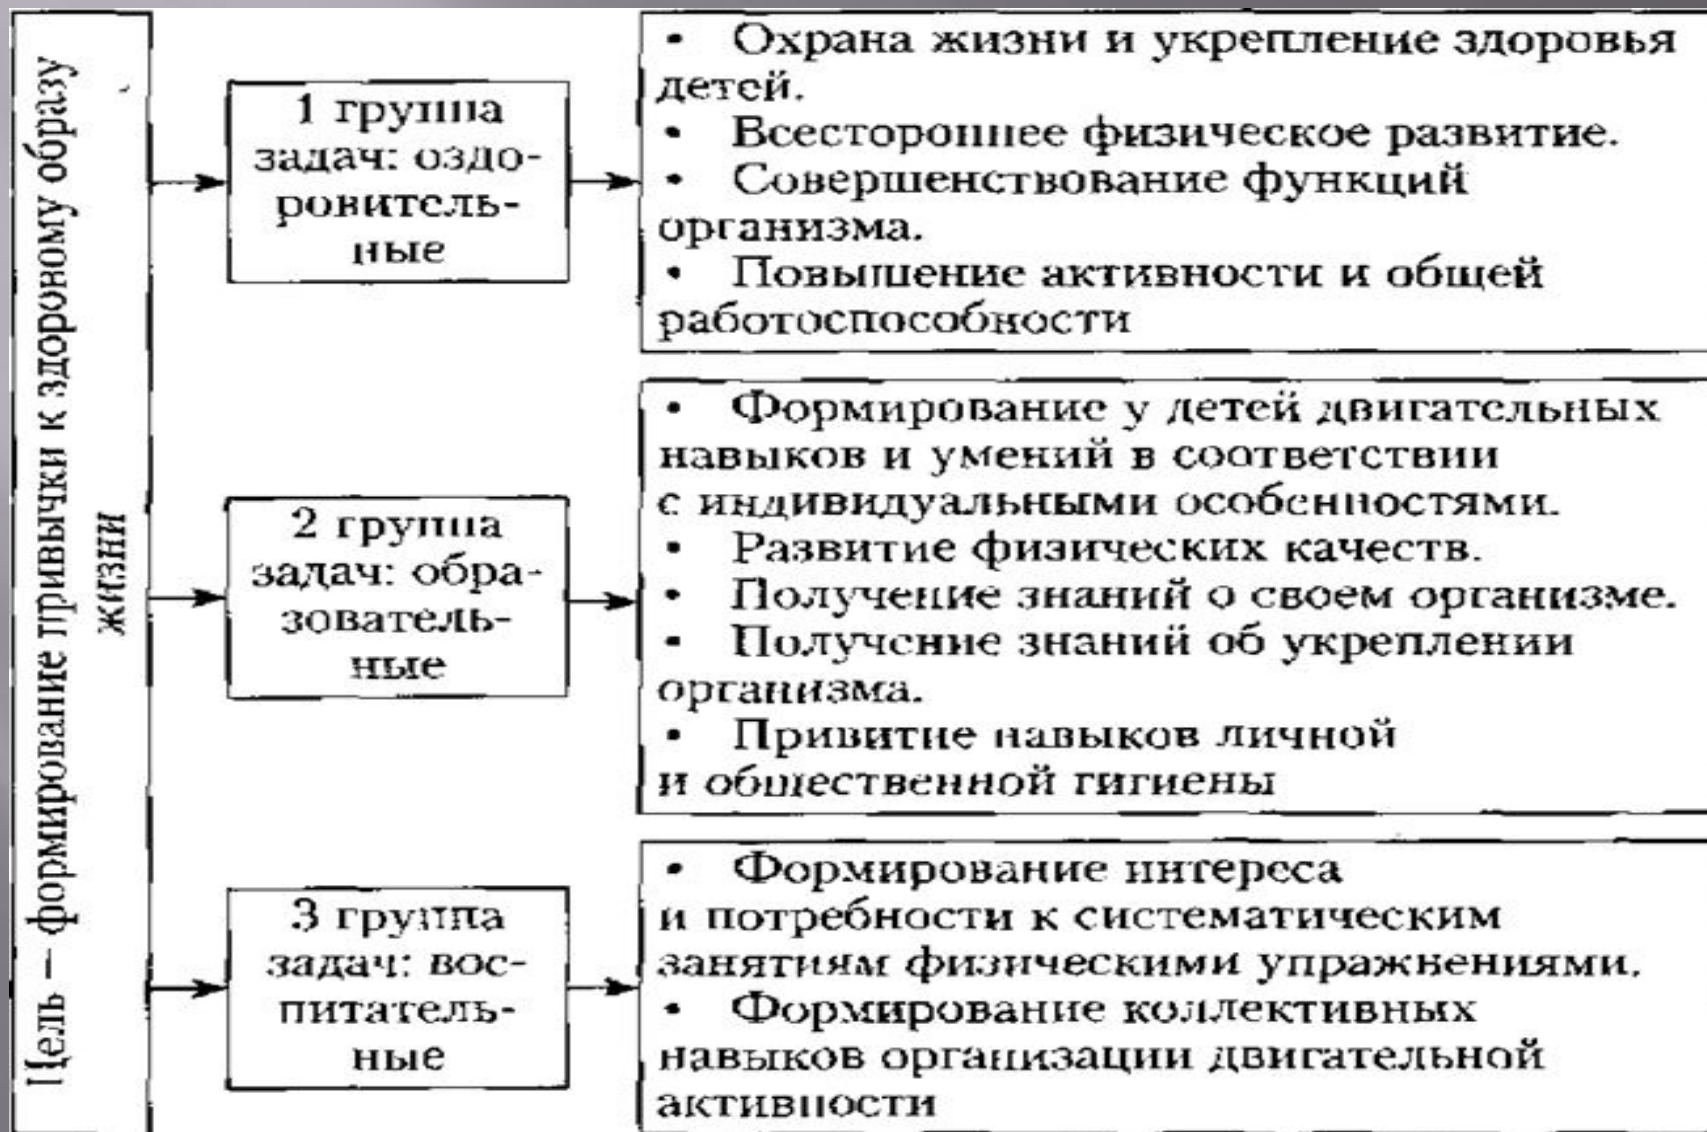 Цель — формирование привычки к здоровому образу
жизни
1 группа
задач: оздо-
ровитель-
ные
• Охрана жизни и укрепление здоровья
детей.
• Всестороннее физическое развитие.
• Совершенствование функций
организма.
• Повышение активности и общей
работоспособности
2 группа
задач: обра-
зователь-
ные
• Формирование у детей двигательных
навыков и умений в соответствии
с индивидуальными особенностями.
• Развитие физических качеств.
• Получение знаний о своем организме.
• Получение знаний об укреплении
организма.
• Привитие навыков личной
и общественной гигиены
3 группа
задач: вос-
питатель-
ные
• Формирование интереса
и потребности к систематическим
занятиям физическими упражнениями.
• Формирование коллективных
навыков организации двигательной
активности